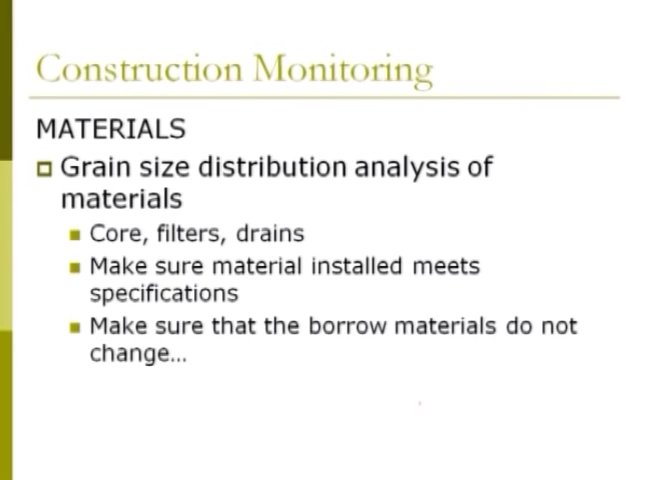 Construction Monitoring
MATERIALS
Grain size distribution analysis of
materials
Core, filters, drains
Make sure material installed meets
specifications
Make sure that the borrow materials do not
change...